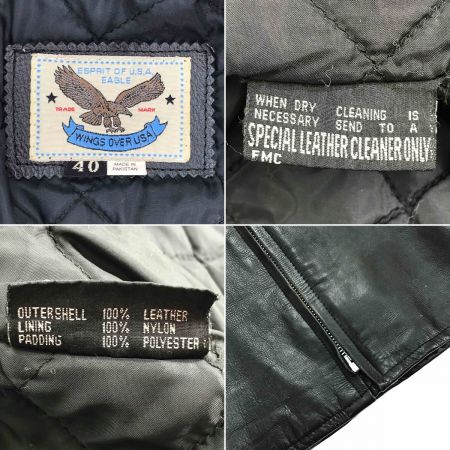 ESPRIT OF U.S.A.
EAGLE
TRADE MARK
WINGS OVER USA
40
MADE IN
PAKISTAN
WHEN DRY CLEANING IS
NECESSARY SEND TO A
SPECIAL LEATHER CLEANER ONLY
FMC
OUTERSHELL 100% LEATHER
LINING 100% NYLON
PADDING 100% POLYESTER